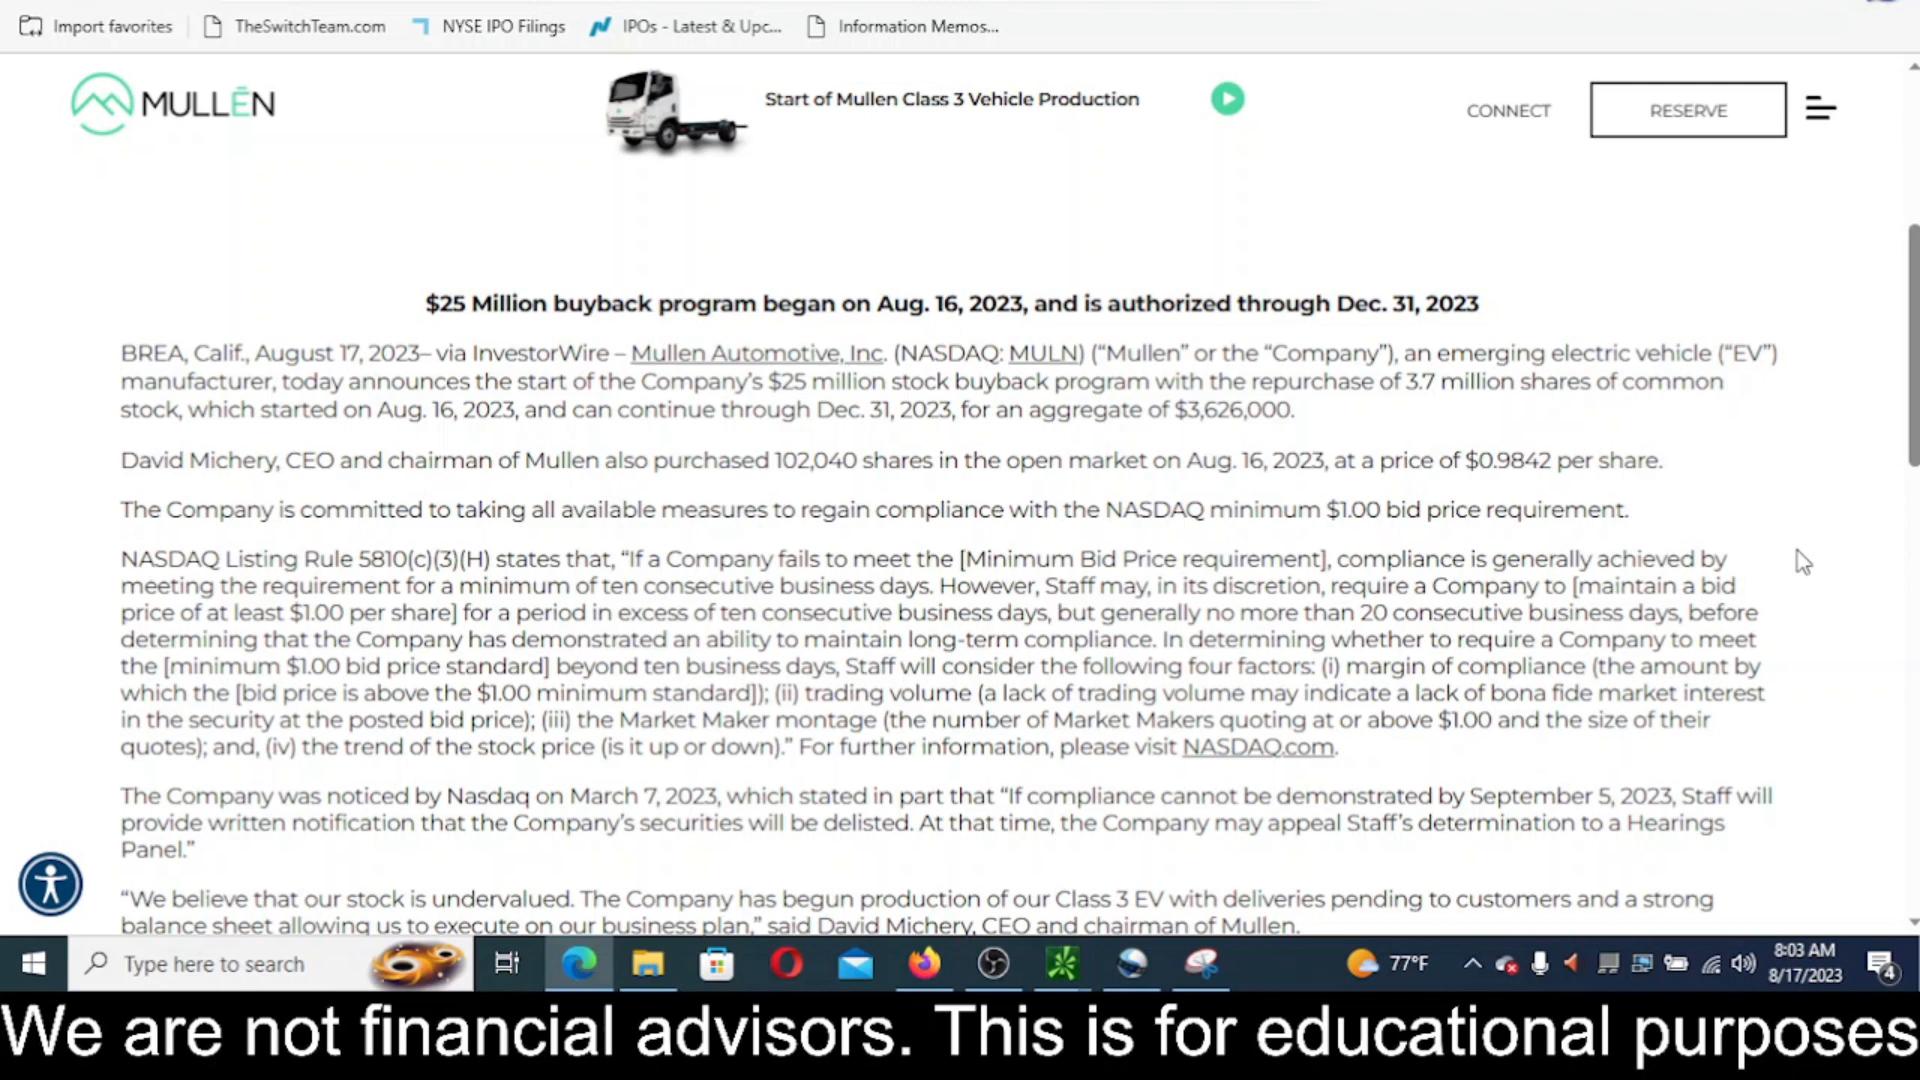 Import favorites TheSwitchTeam.com NYSE IPO Filings IPOs - Latest & Upc... Information Memos...
MULLĒN Start of Mullen Class 3 Vehicle Production CONNECT RESERVE
$25 Million buyback program began on Aug. 16, 2023, and is authorized through Dec. 31, 2023
BREA, Calif., August 17, 2023– via InvestorWire – Mullen Automotive, Inc. (NASDAQ: MULN) (“Mullen” or the “Company”), an emerging electric vehicle (“EV”)
manufacturer, today announces the start of the Company’s $25 million stock buyback program with the repurchase of 3.7 million shares of common
stock, which started on Aug. 16, 2023, and can continue through Dec. 31, 2023, for an aggregate of $3,626,000.
David Michery, CEO and chairman of Mullen also purchased 102,040 shares in the open market on Aug. 16, 2023, at a price of $0.9842 per share.
The Company is committed to taking all available measures to regain compliance with the NASDAQ minimum $1.00 bid price requirement.
NASDAQ Listing Rule 5810(c)(3)(H) states that, “If a Company fails to meet the [Minimum Bid Price requirement], compliance is generally achieved by
meeting the requirement for a minimum of ten consecutive business days. However, Staff may, in its discretion, require a Company to [maintain a bid
price of at least $1.00 per share] for a period in excess of ten consecutive business days, but generally no more than 20 consecutive business days, before
determining that the Company has demonstrated an ability to maintain long-term compliance. In determining whether to require a Company to meet
the [minimum $1.00 bid price standard] beyond ten business days, Staff will consider the following four factors: (i) margin of compliance (the amount by
which the [bid price is above the $1.00 minimum standard]); (ii) trading volume (a lack of trading volume may indicate a lack of bona fide market interest
in the security at the posted bid price); (iii) the Market Maker montage (the number of Market Makers quoting at or above $1.00 and the size of their
quotes); and, (iv) the trend of the stock price (is it up or down).” For further information, please visit NASDAQ.com.
The Company was noticed by Nasdaq on March 7, 2023, which stated in part that “If compliance cannot be demonstrated by September 5, 2023, Staff will
provide written notification that the Company’s securities will be delisted. At that time, the Company may appeal Staff’s determination to a Hearings
Panel.”
“We believe that our stock is undervalued. The Company has begun production of our Class 3 EV with deliveries pending to customers and a strong
balance sheet allowing us to execute on our business plan,” said David Michery, CEO and chairman of Mullen.
Type here to search 77°F 8:03 AM
8/17/2023 4
We are not financial advisors. This is for educational purposes